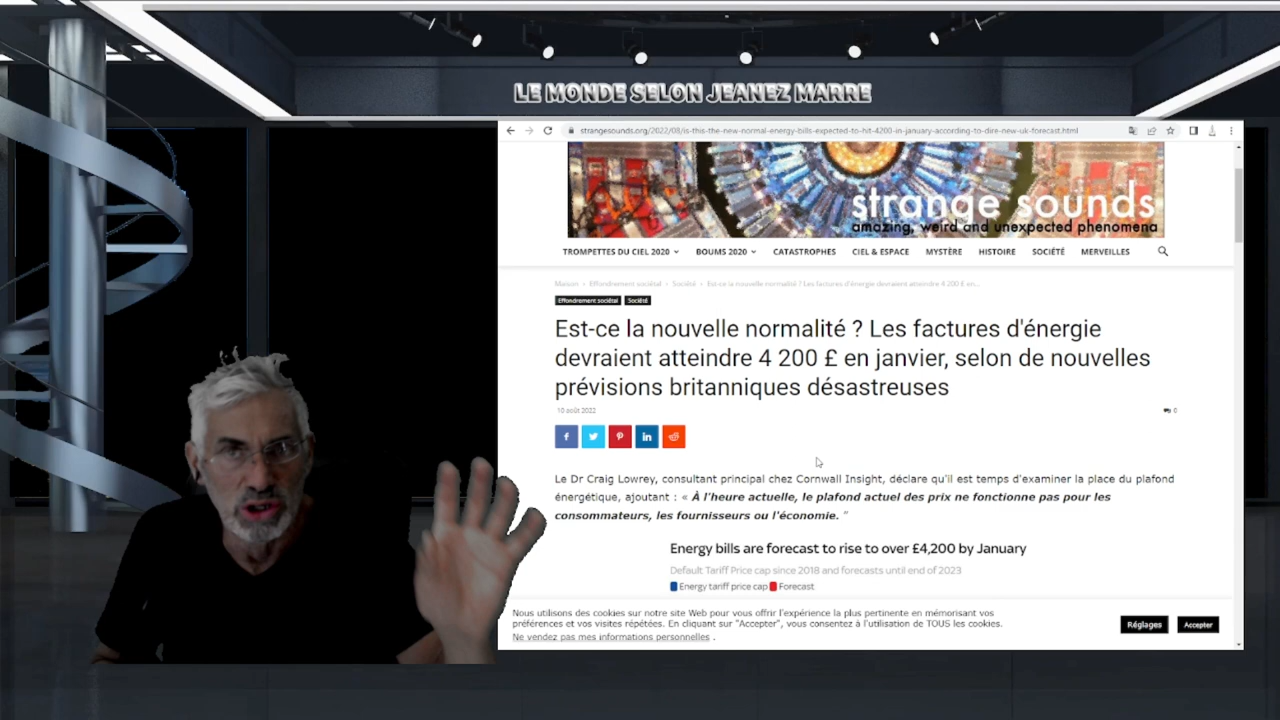 LE MONDE SELON JEANEZ MARRE
strangesounds.org/2022/08/is-this-the-new-normal-energy-bills-expected-to-hit-4200-in-january-according-to-dire-new-uk-forecast.html
strange sounds
amazing, weird and unexpected phenomena
TROMPETTES DU CIEL 2020 BOUMS 2020 CATASTROPHES CIEL & ESPACE MYSTÈRE HISTOIRE SOCIÉTÉ MERVEILLES
Maison › Effondrement sociétal › Société › Est-ce la nouvelle normalité ? Les factures d'énergie devraient atteindre 4 200 £ en...
Effondrement sociétal Société
Est-ce la nouvelle normalité ? Les factures d'énergie
devraient atteindre 4 200 £ en janvier, selon de nouvelles
prévisions britanniques désastreuses
10 août 2022 0
Le Dr Craig Lowrey, consultant principal chez Cornwall Insight, déclare qu'il est temps d'examiner la place du plafond
énergétique, ajoutant : « À l'heure actuelle, le plafond actuel des prix ne fonctionne pas pour les
consommateurs, les fournisseurs ou l'économie. "
Energy bills are forecast to rise to over £4,200 by January
Default Tariff Price cap since 2018 and forecasts until end of 2023
Energy tariff price cap Forecast
Nous utilisons des cookies sur notre site Web pour vous offrir l'expérience la plus pertinente en mémorisant vos
préférences et vos visites répétées. En cliquant sur "Accepter", vous consentez à l'utilisation de TOUS les cookies.
Ne vendez pas mes informations personnelles .
Réglages Accepter